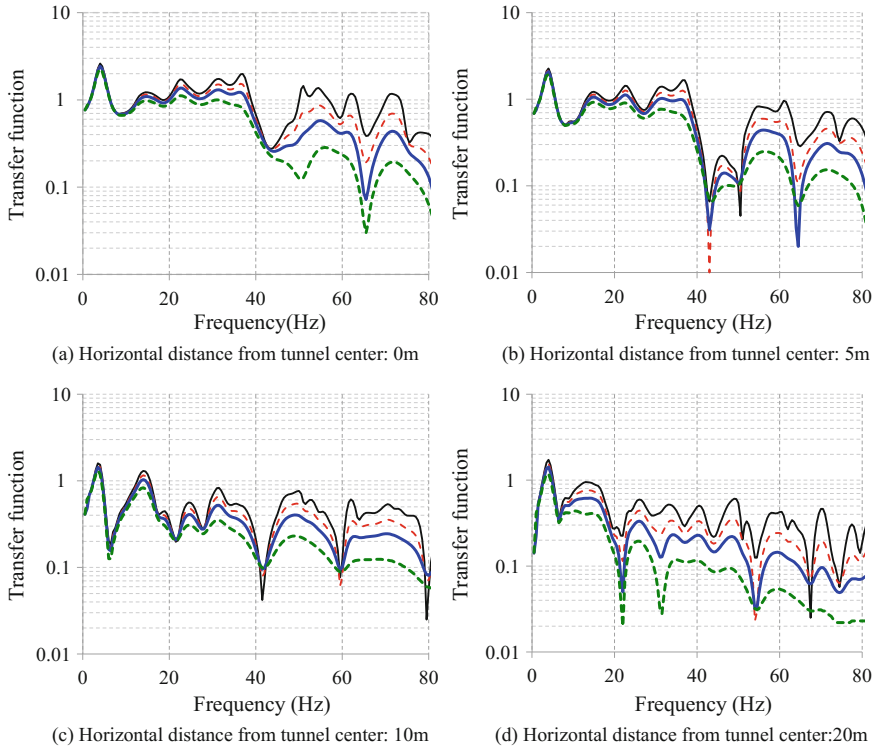 10
1
0.1
0.01
Transfer function
0 20 40 60 80
Frequency(Hz)
(a) Horizontal distance from tunnel center: 0m
10
1
0.1
0.01
Transfer function
0 20 40 60 80
Frequency (Hz)
(b) Horizontal distance from tunnel center: 5m
10
1
0.1
0.01
Transfer function
0 20 40 60 80
Frequency (Hz)
(c) Horizontal distance from tunnel center: 10m
10
1
0.1
0.01
Transfer function
0 20 40 60 80
Frequency (Hz)
(d) Horizontal distance from tunnel center:20m